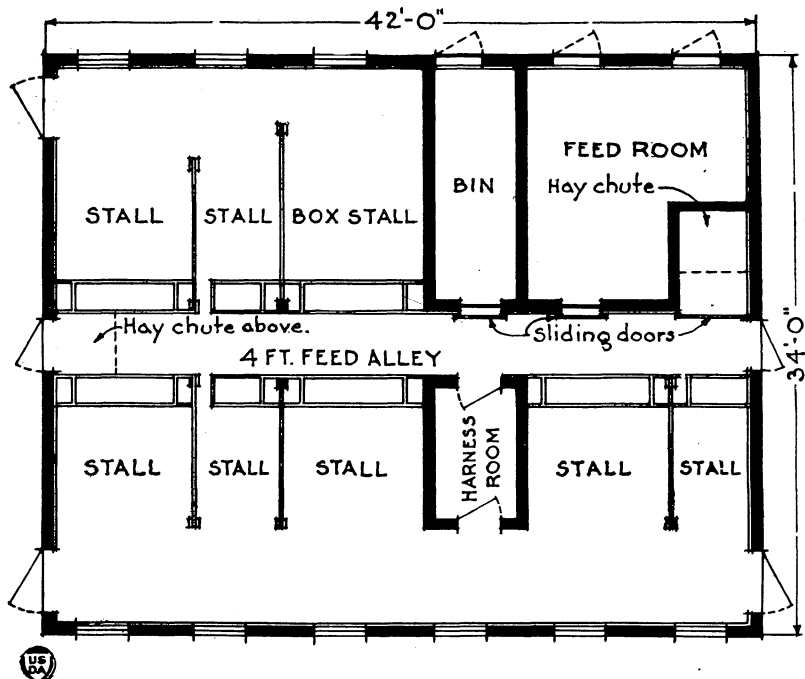 42'-0"
FEED ROOM
Hay chute
BIN
STALL
STALL
BOX STALL
Hay chute above.
Sliding doors
4 FT. FEED ALLEY
34'-0"
HARNESS
ROOM
STALL
STALL
STALL
STALL
STALL
US
DA